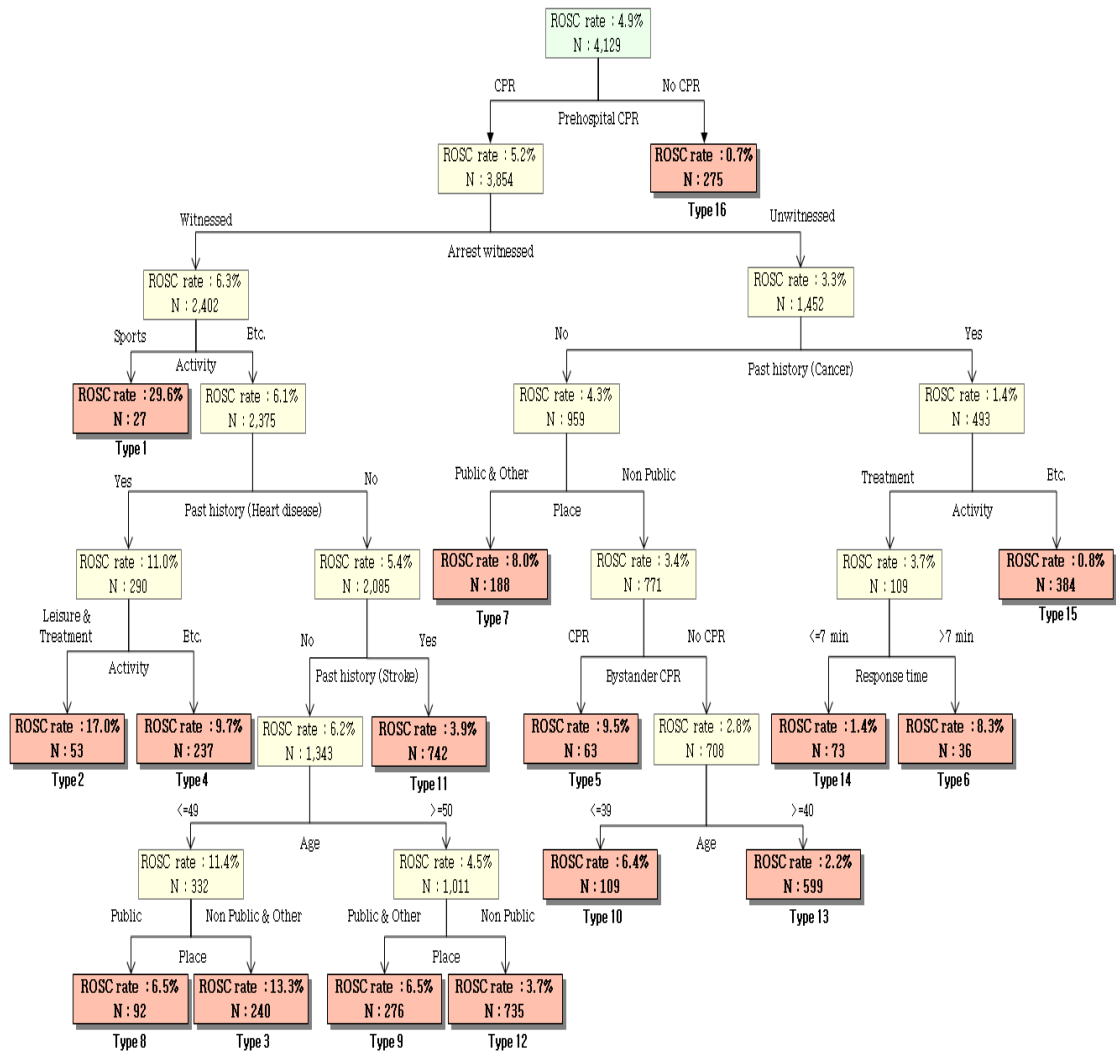 ROSC rate : 4.9%
N : 4,129
CPR
No CPR
Prehospital CPR
ROSC rate : 5.2%
N : 3,854
ROSC rate : 0.7%
N : 275
Type 16
Witnessed
Unwitnessed
Arrest witnessed
ROSC rate : 6.3%
N : 2,402
ROSC rate : 3.3%
N : 1,452
Sports
Etc.
Activity
No
Yes
Past history (Cancer)
ROSC rate : 29.6%
N : 27
Type 1
ROSC rate : 6.1%
N : 2,375
ROSC rate : 4.3%
N : 959
ROSC rate : 1.4%
N : 493
Yes
No
Past history (Heart disease)
Public & Other
Non Public
Place
Treatment
Etc.
Activity
ROSC rate : 11.0%
N : 290
ROSC rate : 5.4%
N : 2,085
ROSC rate : 8.0%
N : 188
Type 7
ROSC rate : 3.4%
N : 771
ROSC rate : 3.7%
N : 109
ROSC rate : 0.8%
N : 384
Type 15
Leisure &
Treatment
Etc.
Activity
No
Yes
Past history (Stroke)
CPR
No CPR
Bystander CPR
<=7 min
>7 min
Response time
ROSC rate : 17.0%
N : 53
Type 2
ROSC rate : 9.7%
N : 237
Type 4
ROSC rate : 6.2%
N : 1,343
ROSC rate : 3.9%
N : 742
Type 11
ROSC rate : 9.5%
N : 63
Type 5
ROSC rate : 2.8%
N : 708
ROSC rate : 1.4%
N : 73
Type 14
ROSC rate : 8.3%
N : 36
Type 6
<=49
>=50
Age
<=39
>=40
Age
ROSC rate : 11.4%
N : 332
ROSC rate : 4.5%
N : 1,011
ROSC rate : 6.4%
N : 109
Type 10
ROSC rate : 2.2%
N : 599
Type 13
Public
Non Public & Other
Place
Public & Other
Non Public
Place
ROSC rate : 6.5%
N : 92
Type 8
ROSC rate : 13.3%
N : 240
Type 3
ROSC rate : 6.5%
N : 276
Type 9
ROSC rate : 3.7%
N : 735
Type 12